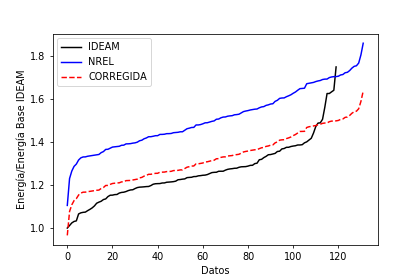 IDEAM
NREL
CORREGIDA
Energía/Energía Base IDEAM
1.8
1.6
1.4
1.2
1.0
0 20 40 60 80 100 120
Datos